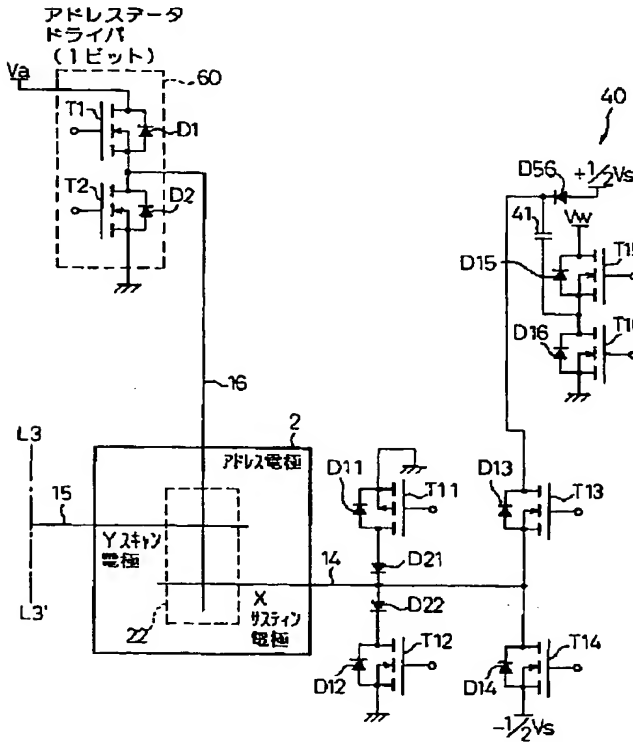 アドレスデータ
ドライバ
(1ビット)
Va
60
T1
D1
T2
D2
40
D56
+1/2Vs
41
Vw
D15
T15
D16
16
L3
2
アドレス電極
15
D11
T11
D13
T13
Yスキャン
電極
14
D21
X
サスティン
電極
D22
L3'
22
T12
D12
T14
D14
-1/2Vs